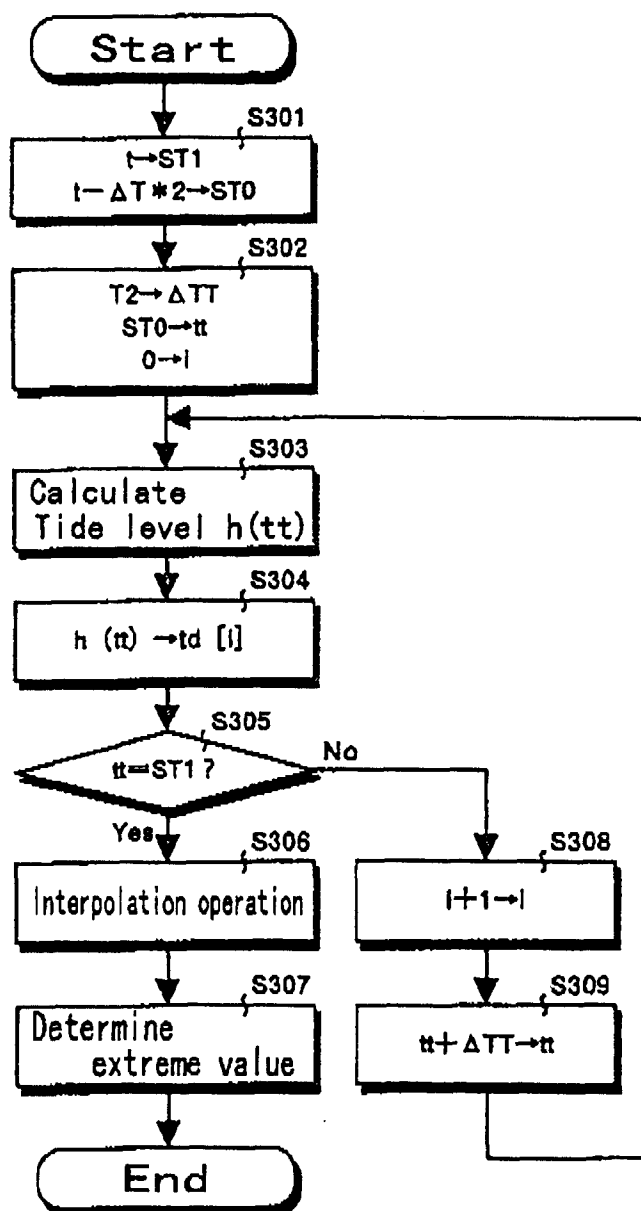 Start
S301
t→ST1
t−ΔT*2→ST0
S302
T2→ΔTT
ST0→tt
0→i
S303
Calculate
Tide level h(tt)
S304
h (tt) →td [i]
S305
tt=ST1?
No
Yes
S306
Interpolation operation
S308
i+1→i
S307
Determine
extreme value
S309
tt+ΔTT→tt
End